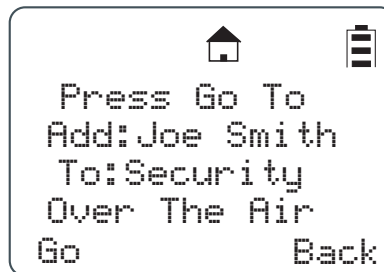 Press Go To
Add:Joe Smith
To:Security
Over The Air
Go Back